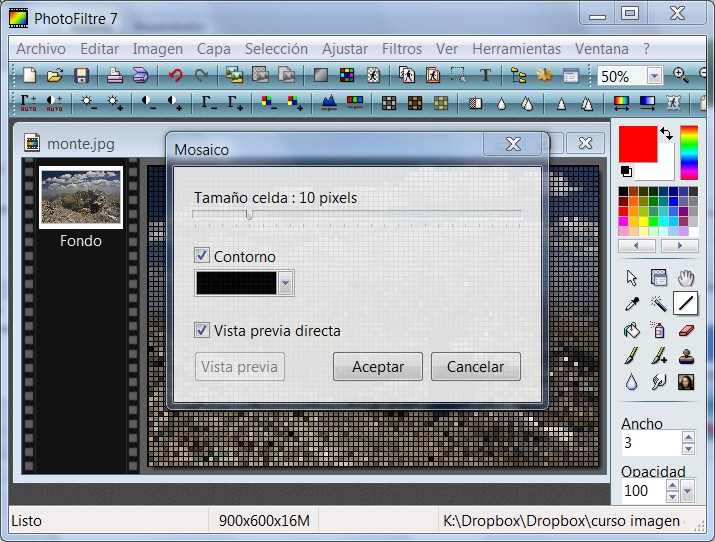 PhotoFiltre 7
Archivo Editar Imagen Capa Selección Ajustar Filtros Ver Herramientas Ventana ?
50%
AUTO AUTO
monte.jpg
Mosaico
Tamaño celda : 10 pixels
Fondo
Contorno
Vista previa directa
Vista previa Aceptar Cancelar
Ancho
3
Opacidad
100
Listo 900x600x16M K:\Dropbox\Dropbox\curso imagen